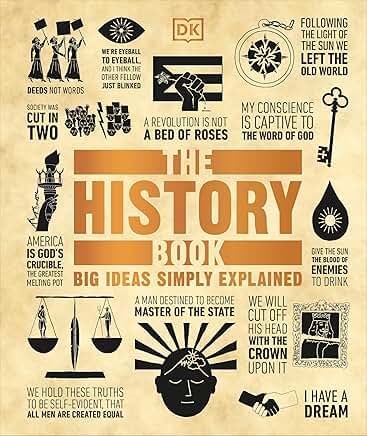 DK
DEEDS NOT WORDS
WE'RE EYEBALL
TO EYEBALL,
AND I THINK THE
OTHER FELLOW
JUST BLINKED
FOLLOWING
THE LIGHT OF
THE SUN WE
LEFT THE
OLD WORLD
SOCIETY WAS
CUT IN
TWO
A REVOLUTION IS NOT
A BED OF ROSES
MY CONSCIENCE
IS CAPTIVE TO
THE WORD OF GOD
THE
HISTORY
BOOK
BIG IDEAS SIMPLY EXPLAINED
AMERICA
IS GOD'S
CRUCIBLE,
THE GREATEST
MELTING POT
GIVE THE SUN
THE BLOOD OF
ENEMIES
TO DRINK
A MAN DESTINED TO BECOME
MASTER OF THE STATE
WE WILL
CUT OFF
HIS HEAD
WITH THE
CROWN
UPON IT
WE HOLD THESE TRUTHS
TO BE SELF-EVIDENT, THAT
ALL MEN ARE CREATED EQUAL
I HAVE A
DREAM